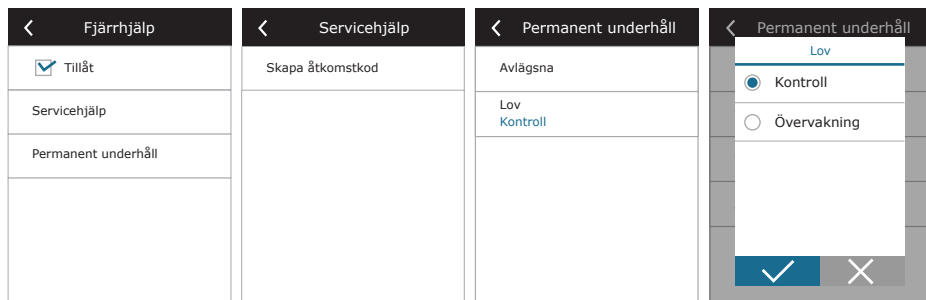 Fjärrhjälp
Tillåt
Servicehjälp
Permanent underhåll
Servicehjälp
Skapa åtkomstkod
Permanent underhåll
Avlägsna
Lov
Kontroll
Permanent underhåll
Lov
Kontroll
Övervakning